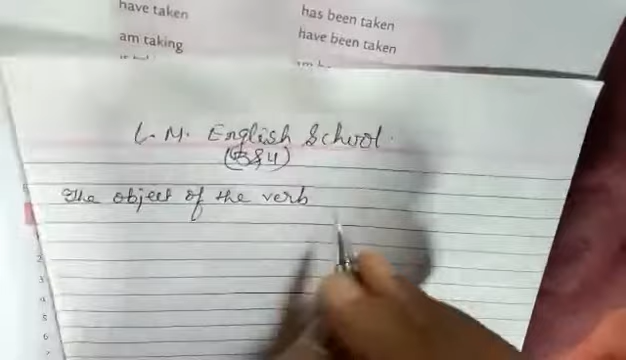 have taken
has been taken
am taking
have been taken
L. M. English School.
The object of the verb